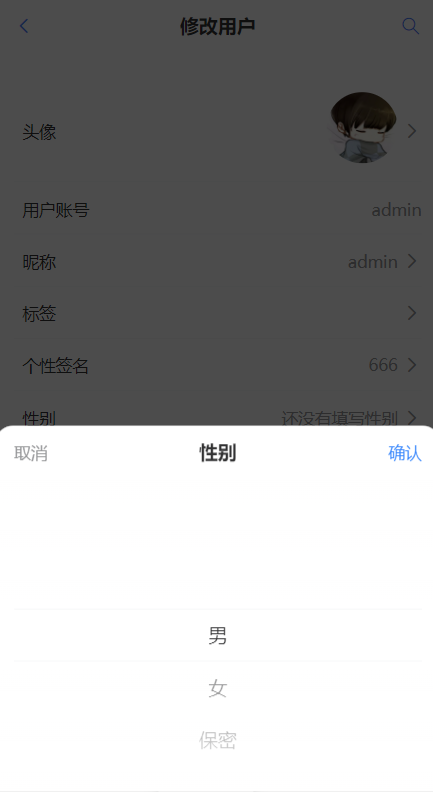 修改用户
头像
用户账号 admin
昵称 admin
标签
个性签名 666
性别 还没有填写性别
取消 性别 确认
男
女
保密